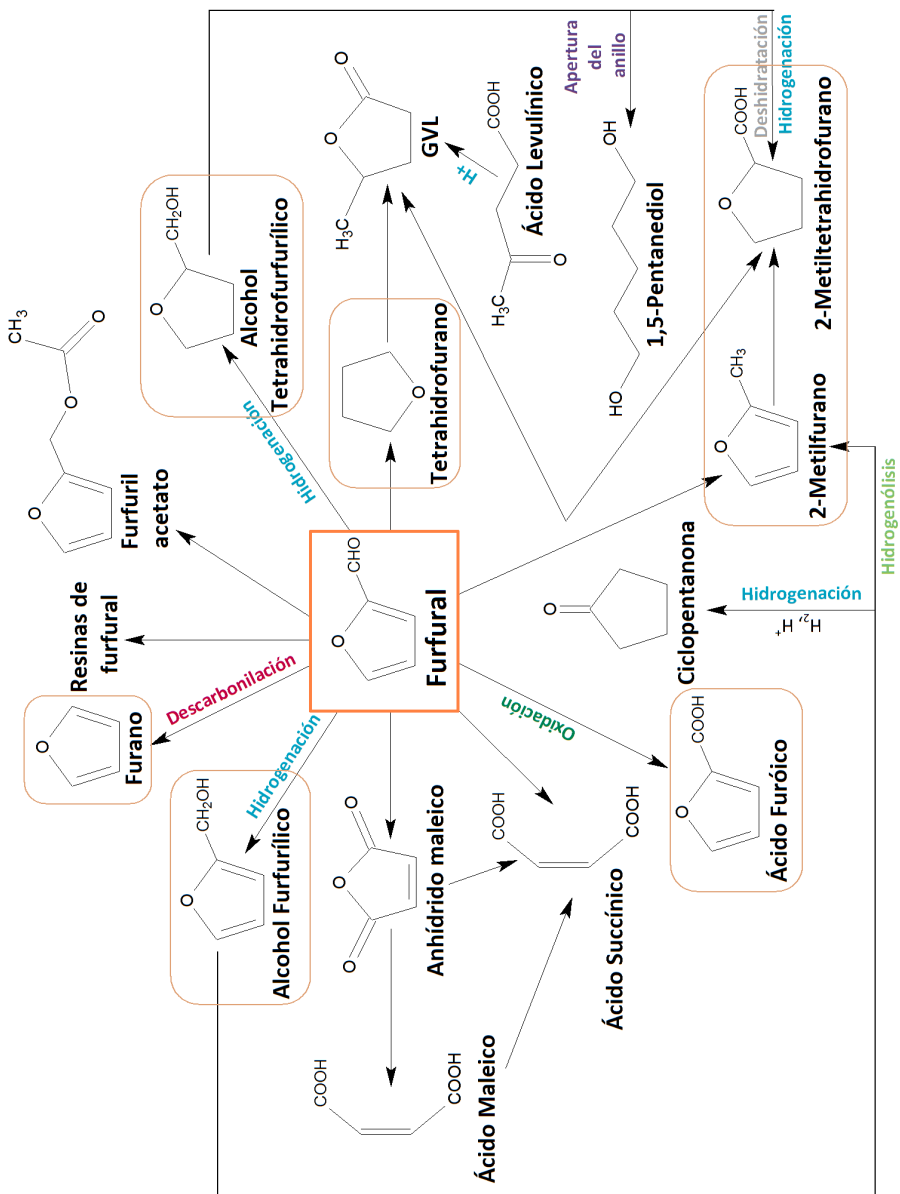 O
Furano
Resinas de
furfural
O
O
O
CH₃
Furfuril
acetato
Descarbonilación
O
CH₂OH
Alcohol Furfurílico
Hidrogenación
O
CH₂OH
Alcohol
Tetrahidrofurfurílico
Hidrogenación
O
CHO
Furfural
O
O
O
Anhídrido maleico
COOH
COOH
Ácido Maleico
O
Tetrahidrofurano
H₃C
O
O
GVL
H⁺
H₃C
O
COOH
Ácido Levulínico
COOH
COOH
Ácido Succínico
Oxidación
HO
OH
1,5-Pentanediol
Apertura
del
anillo
O
COOH
Ácido Furóico
O
Ciclopentanona
Hidrogenación
H₂, H⁺
O
CH₃
2-Metilfurano
O
COOH
2-Metiltetrahidrofurano
Deshidratación
Hidrogenación
Hidrogenólisis